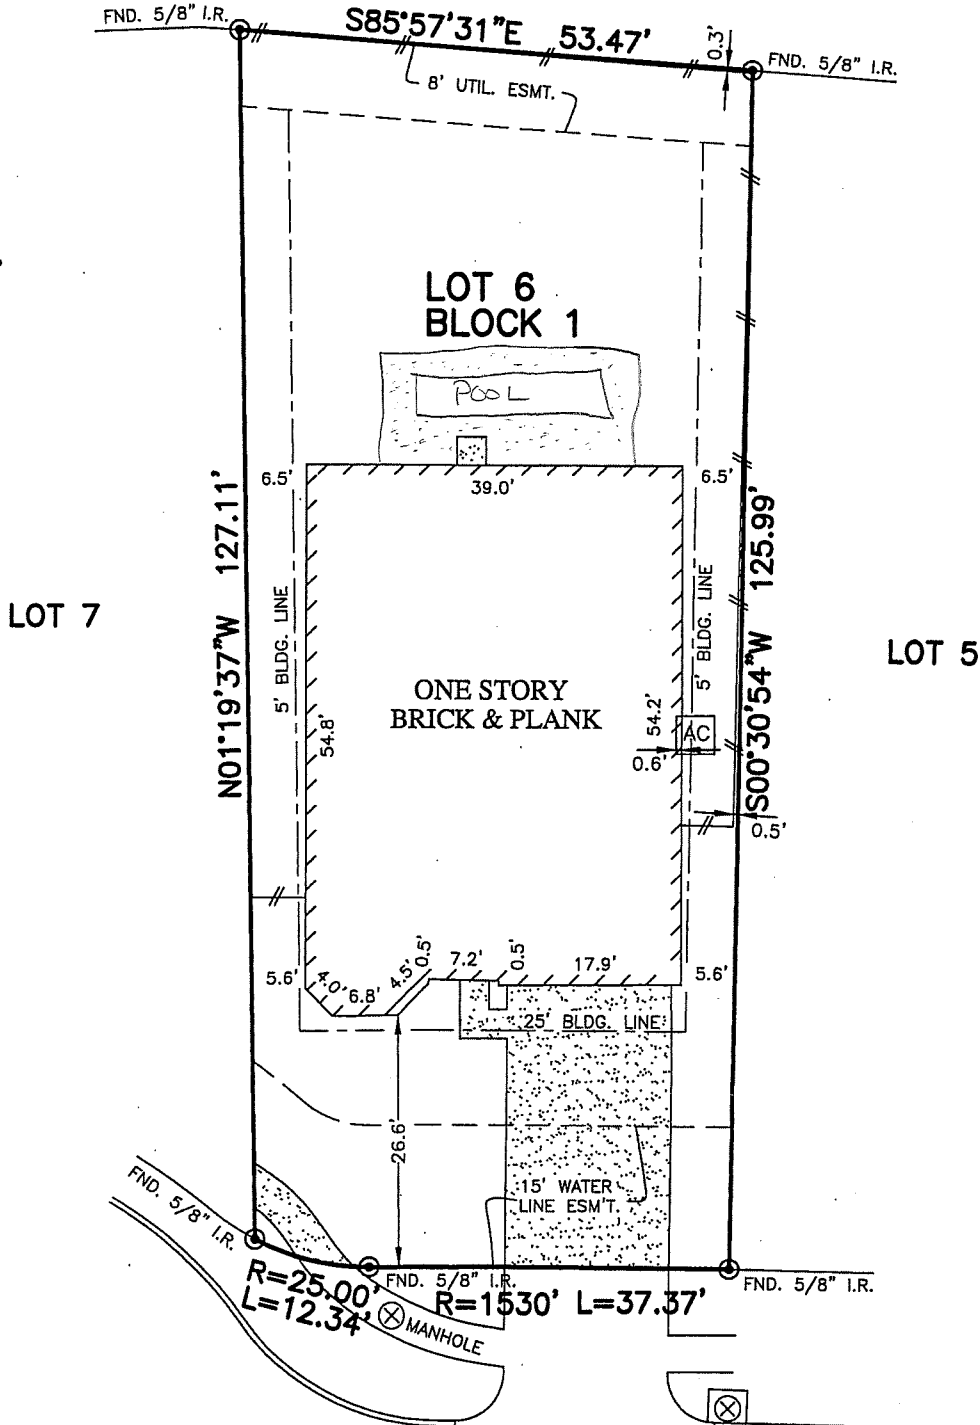 FND. 5/8" I.R.
S85°57'31"E 53.47'
0.3'
FND. 5/8" I.R.
8' UTIL. ESMT.
LOT 6
BLOCK 1
POOL
6.5'
39.0'
6.5'
N01°19'37"W 127.11'
S00°30'54"W 125.99'
LOT 7
LOT 5
5' BLDG. LINE
5' BLDG. LINE
ONE STORY
BRICK & PLANK
54.8'
54.2'
AC
0.6'
0.5'
5.6'
4.0'
6.8'
4.5'
0.5'
7.2'
0.5'
17.9'
5.6'
25' BLDG. LINE
26.6'
15' WATER
LINE ESM'T.
FND. 5/8" I.R.
R=25.00'
L=12.34'
FND. 5/8" I.R.
R=1530' L=37.37'
FND. 5/8" I.R.
MANHOLE